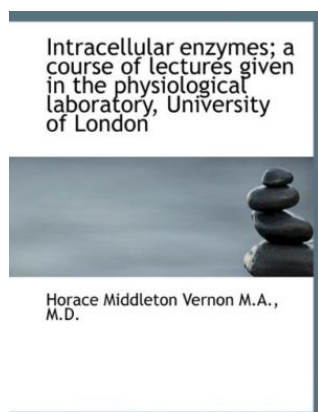 Intracellular enzymes; a
course of lectures given
in the physiological
laboratory, University
of London
Horace Middleton Vernon M.A.,
M.D.